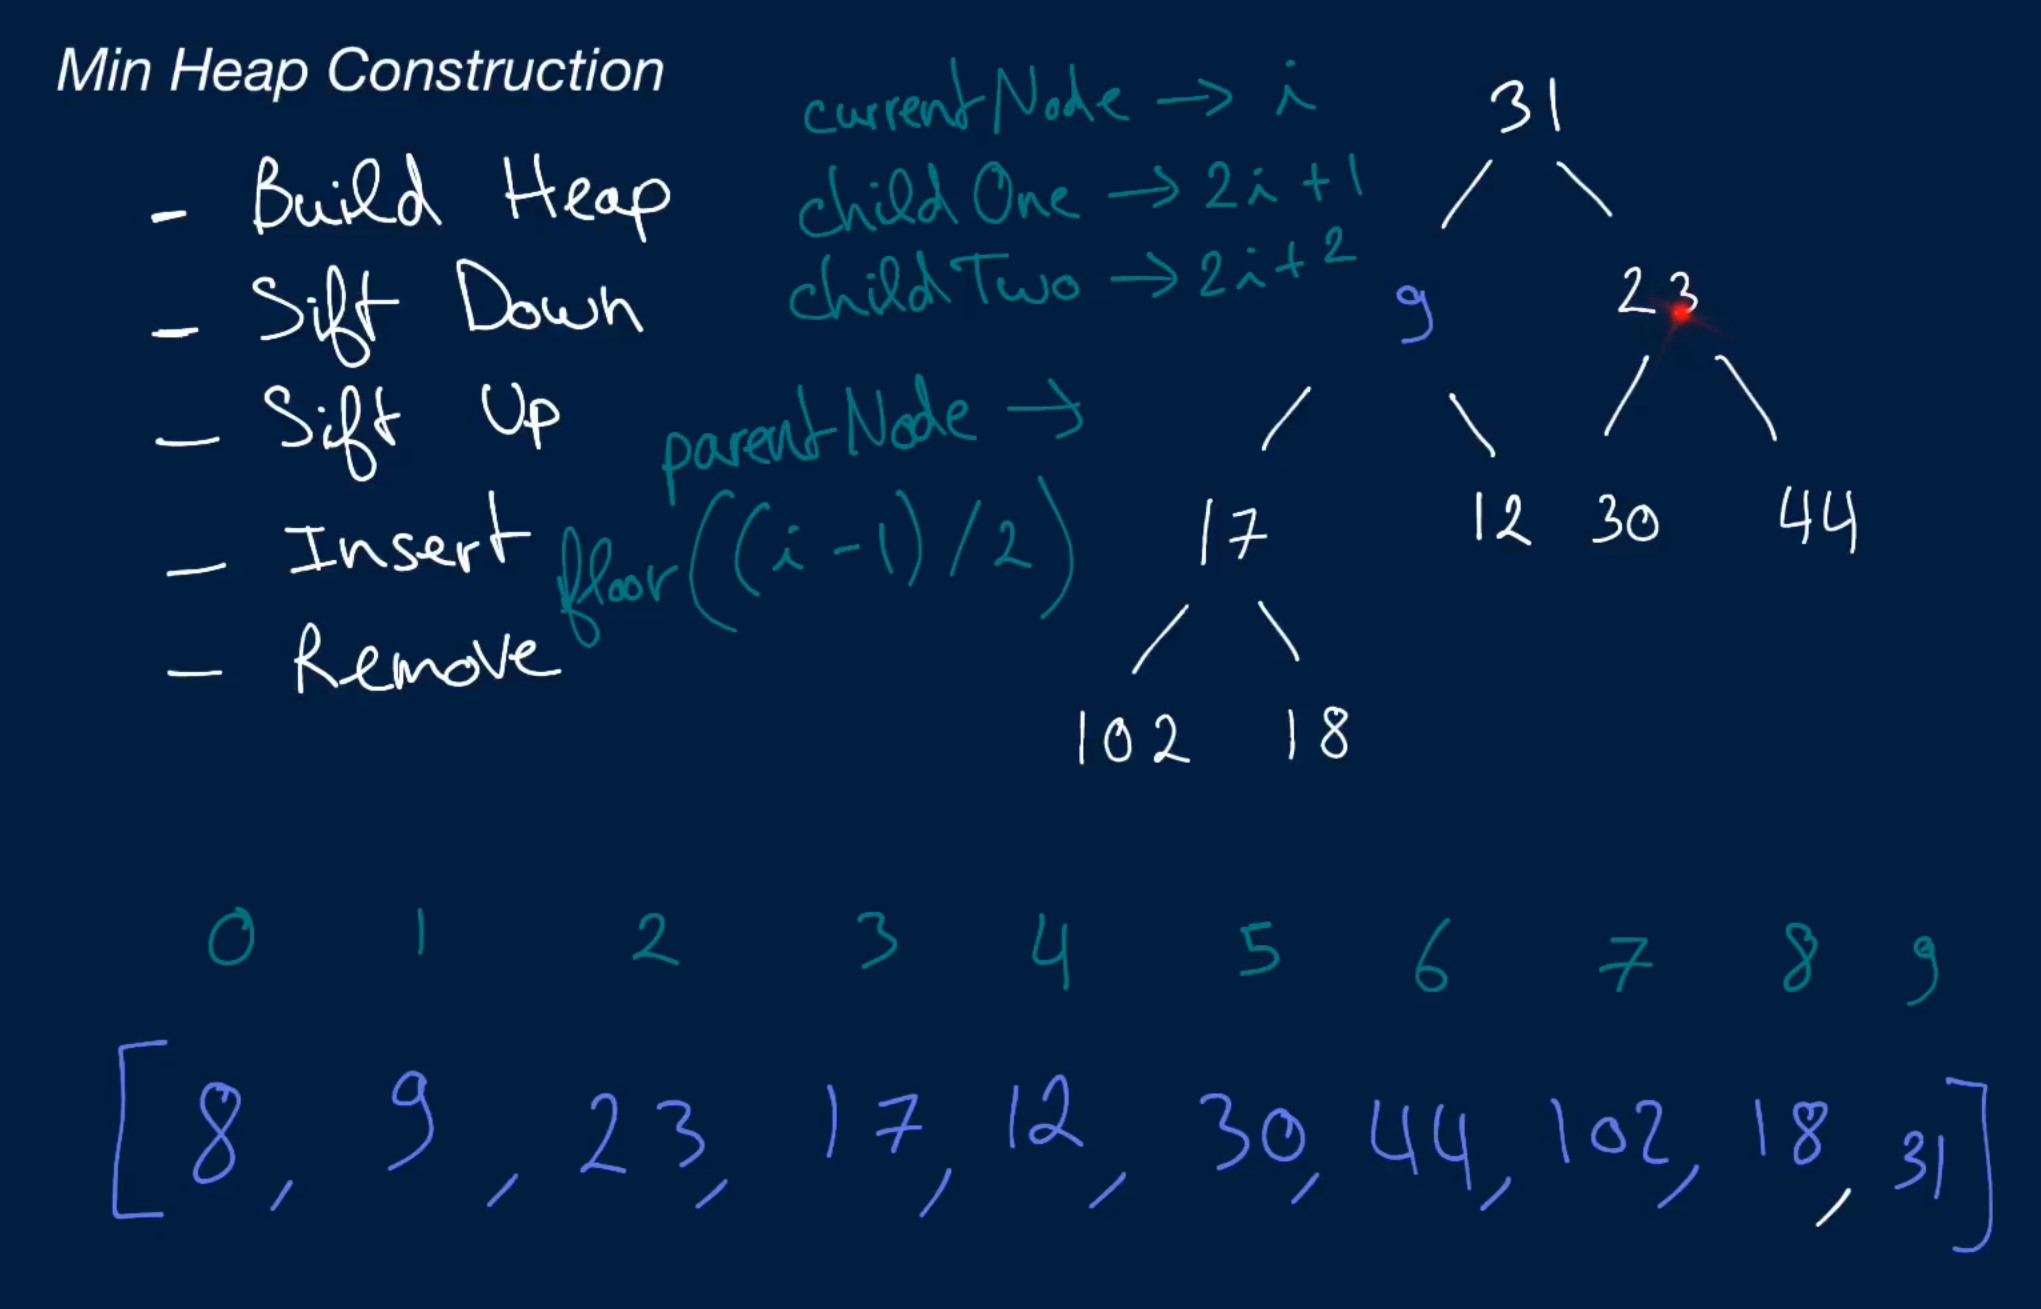 Min Heap Construction
- Build Heap
- Sift Down
- Sift Up
- Insert
- Remove
currentNode → i
childOne → 2i+1
childTwo → 2i+2
parentNode →
floor((i-1)/2)
31
9 23
17 12 30 44
102 18
0 1 2 3 4 5 6 7 8 9
[8, 9, 23, 17, 12, 30, 44, 102, 18, 31]